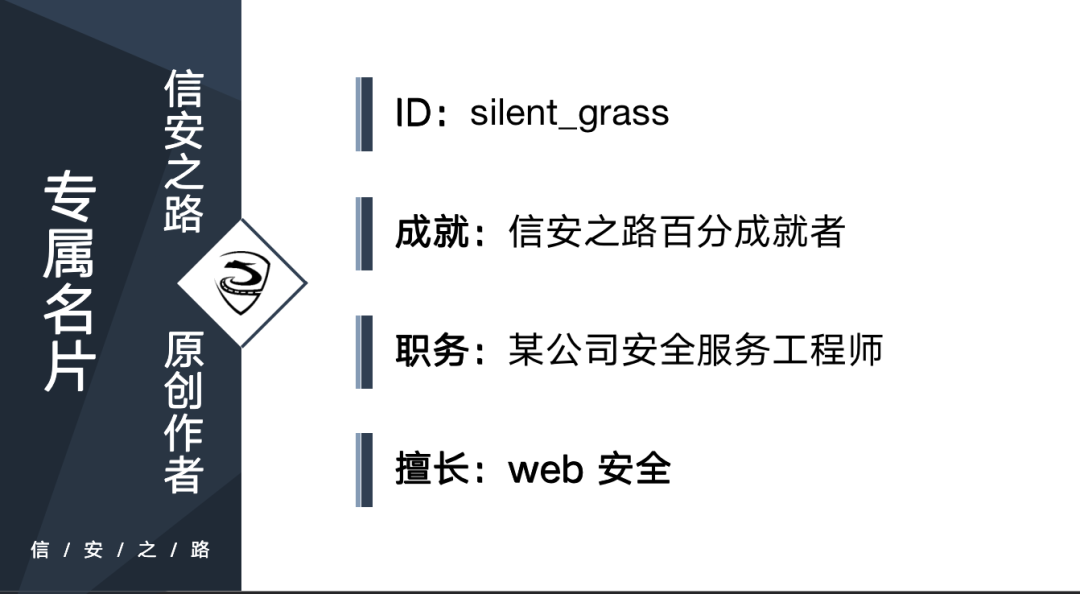 专属名片
信安之路
原创作者
信/安/之/路
ID：silent_grass
成就：信安之路百分成就者
职务：某公司安全服务工程师
擅长：web 安全